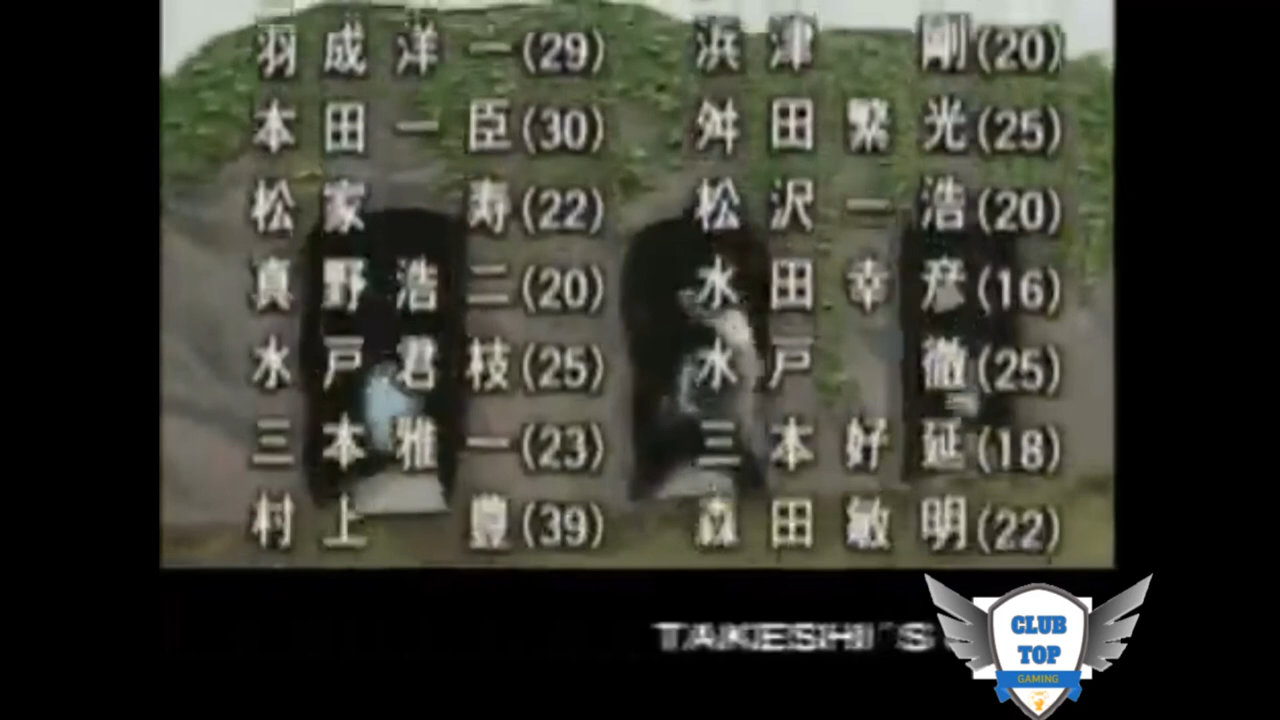 羽成洋一(29) 浜津 剛(20)
本田一臣(30) 舛田繁光(25)
松家 寿(22) 松沢一浩(20)
真野浩二(20) 水田幸彦(16)
水戸君枝(25) 水戸 徹(25)
三本雅一(23) 三本好延(18)
村上 豊(39) 森田敏明(22)
TAKESHI'S
CLUB
TOP
GAMING